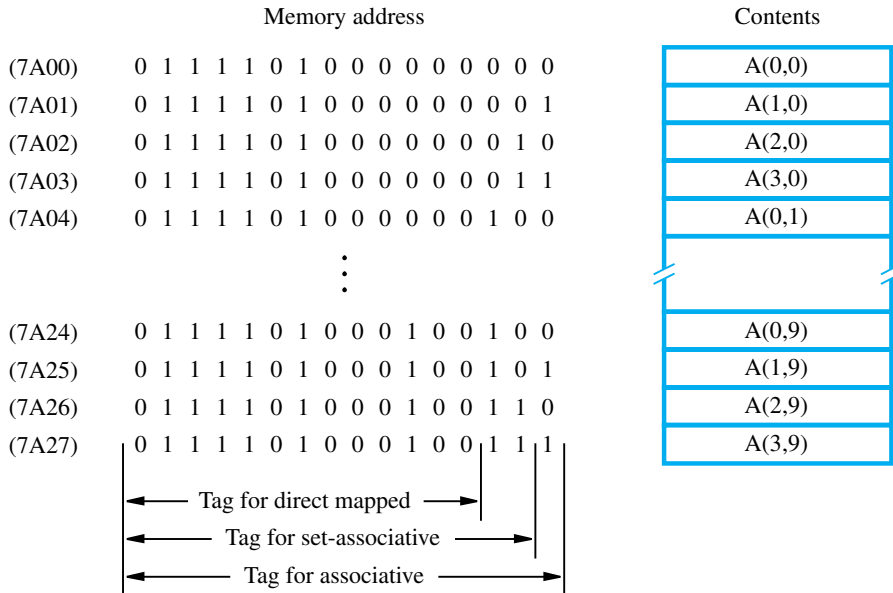 Memory address Contents
(7A00) 0 1 1 1 1 0 1 0 0 0 0 0 0 0 0 0 A(0,0)
(7A01) 0 1 1 1 1 0 1 0 0 0 0 0 0 0 0 1 A(1,0)
(7A02) 0 1 1 1 1 0 1 0 0 0 0 0 0 0 1 0 A(2,0)
(7A03) 0 1 1 1 1 0 1 0 0 0 0 0 0 0 1 1 A(3,0)
(7A04) 0 1 1 1 1 0 1 0 0 0 0 0 0 1 0 0 A(0,1)
(7A24) 0 1 1 1 1 0 1 0 0 0 1 0 0 1 0 0 A(0,9)
(7A25) 0 1 1 1 1 0 1 0 0 0 1 0 0 1 0 1 A(1,9)
(7A26) 0 1 1 1 1 0 1 0 0 0 1 0 0 1 1 0 A(2,9)
(7A27) 0 1 1 1 1 0 1 0 0 0 1 0 0 1 1 1 A(3,9)
Tag for direct mapped
Tag for set-associative
Tag for associative